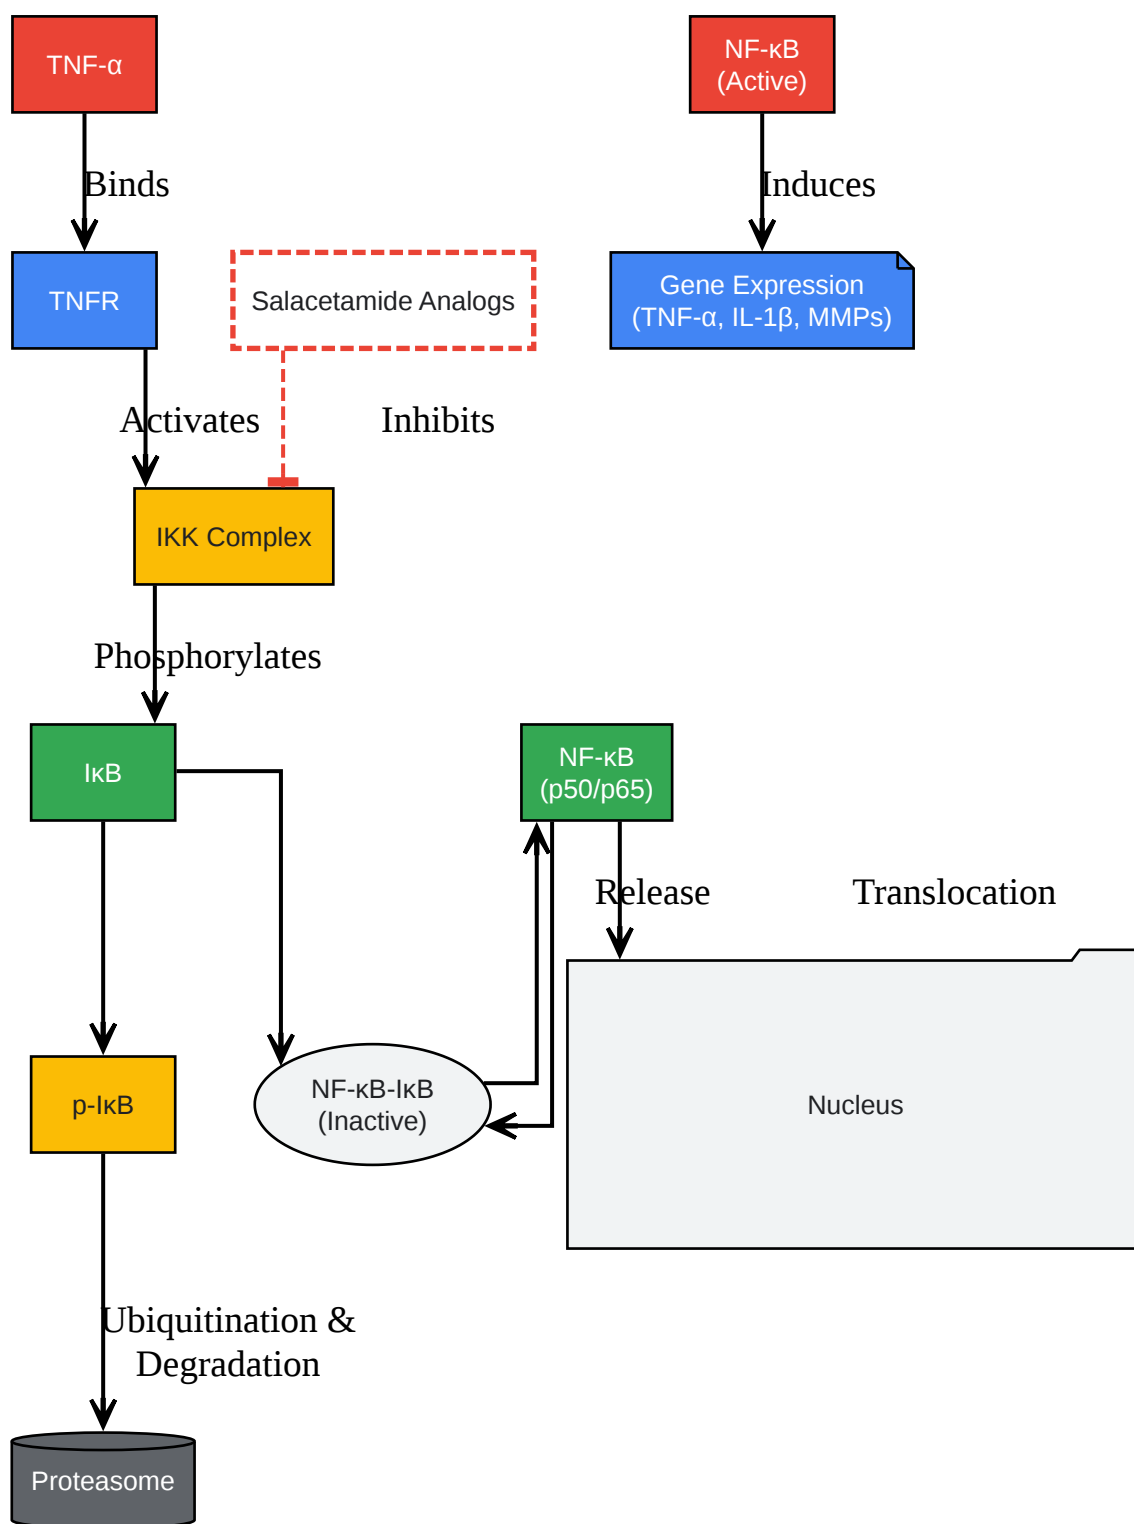 TNF-α
NF-κB
(Active)
Binds
Induces
TNFR
Salacetamide Analogs
Gene Expression
(TNF-α, IL-1β, MMPs)
Activates
Inhibits
IKK Complex
Phosphorylates
IκB
NF-κB
(p50/p65)
Release
Translocation
p-IκB
NF-κB-IκB
(Inactive)
Nucleus
Ubiquitination &
Degradation
Proteasome